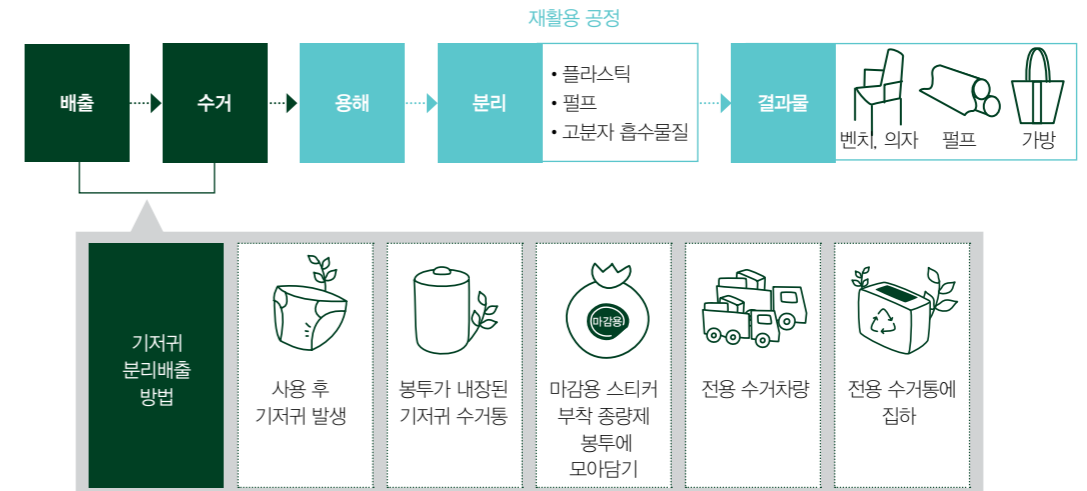 재활용 공정
배출
수거
용해
분리
• 플라스틱
• 펄프
• 고분자 흡수물질
결과물
벤치, 의자
펄프
가방
기저귀
분리배출
방법
사용 후
기저귀 발생
봉투가 내장된
기저귀 수거통
마감용
마감용 스티커
부착 종량제
봉투에
모아담기
전용 수거차량
전용 수거통에
집하